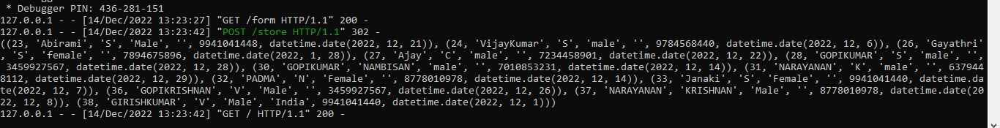 * Debugger PIN: 436-281-151
127.0.0.1 - - [14/Dec/2022 13:23:27] "GET /form HTTP/1.1" 200 -
127.0.0.1 - - [14/Dec/2022 13:23:42] "POST /store HTTP/1.1" 302 -
((23, 'Abirami', 'S', 'Male', '', 9941041448, datetime.date(2022, 12, 21)), (24, 'VijayKumar', 'S', 'male', '', 9784568440, datetime.date(2022, 12, 6)), (26, 'Gayathri'
, 'S', 'female', '', 7894675896, datetime.date(2022, 1, 28)), (27, 'Ajay', 'C', 'male', '', 7234458901, datetime.date(2022, 12, 22)), (28, 'GOPIKUMAR', 'S', 'male', '',
3459927567, datetime.date(2022, 12, 28)), (30, 'GOPIKUMAR', 'NAMBISAN', 'male', '', 7010853231, datetime.date(2022, 12, 14)), (31, 'NARAYANAN', 'K', 'male', '', 637944
8112, datetime.date(2022, 12, 29)), (32, 'PADMA', 'N', 'Female', '', 8778010978, datetime.date(2022, 12, 14)), (33, 'Janaki', 'S', 'Female', '', 9941041440, datetime.da
te(2022, 12, 7)), (36, 'GOPIKRISHNAN', 'V', 'Male', '', 3459927567, datetime.date(2022, 12, 26)), (37, 'NARAYANAN', 'KRISHNAN', 'Male', '', 8778010978, datetime.date(20
22, 12, 8)), (38, 'GIRISHKUMAR', 'V', 'Male', 'India', 9941041440, datetime.date(2022, 12, 1)))
127.0.0.1 - - [14/Dec/2022 13:23:42] "GET / HTTP/1.1" 200 -